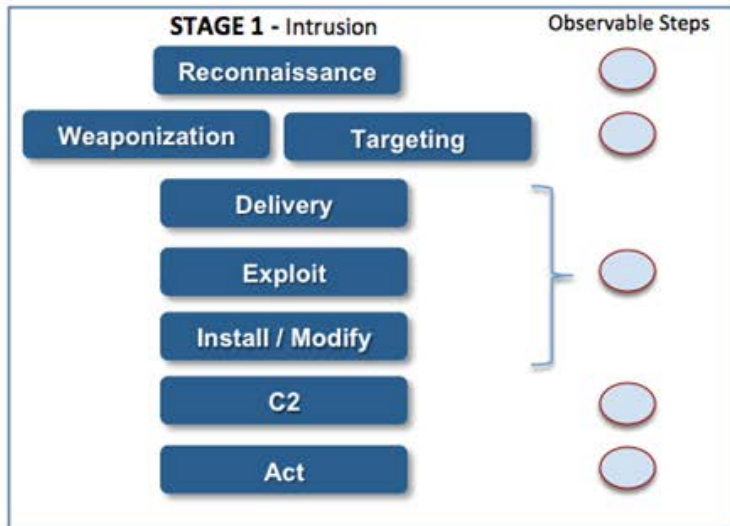 STAGE 1 - Intrusion
Observable Steps
Reconnaissance
Weaponization
Targeting
Delivery
Exploit
Install / Modify
C2
Act